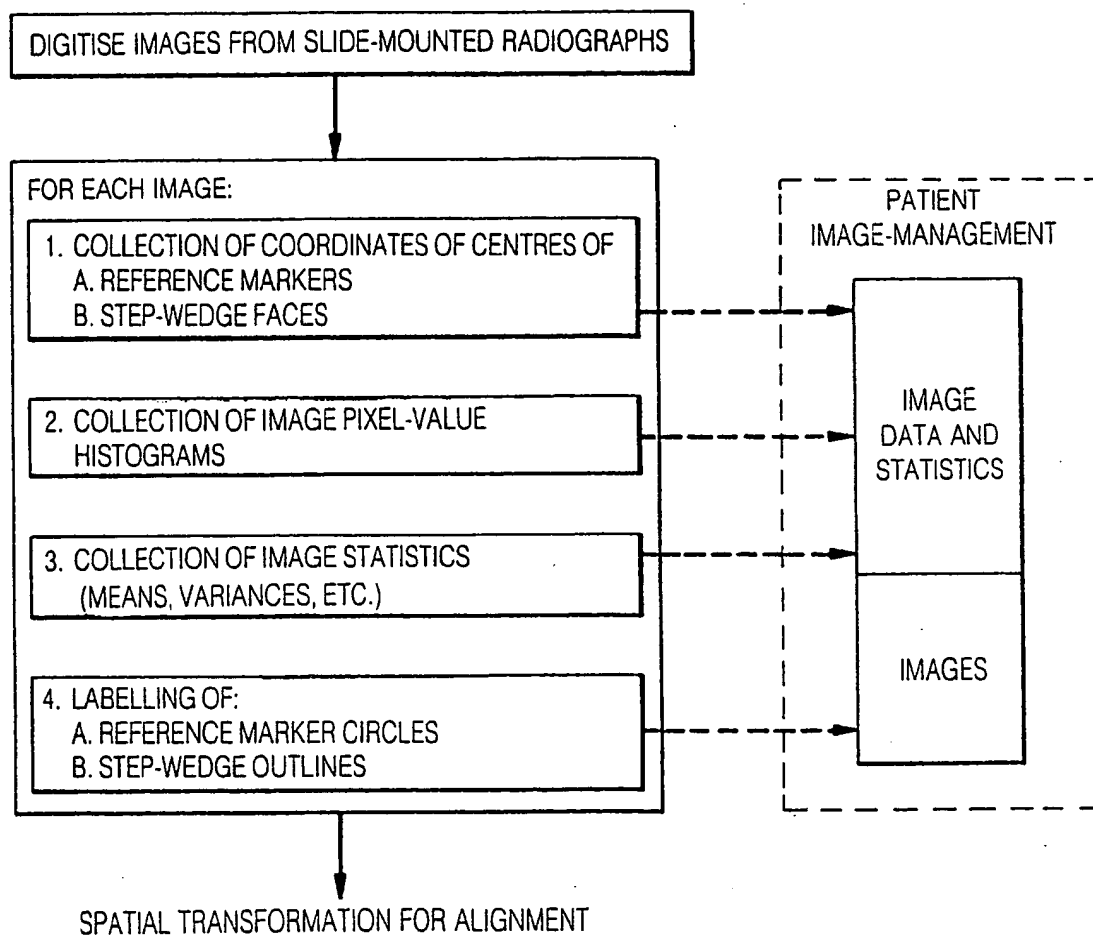 DIGITISE IMAGES FROM SLIDE-MOUNTED RADIOGRAPHS
FOR EACH IMAGE:
1. COLLECTION OF COORDINATES OF CENTRES OF
A. REFERENCE MARKERS
B. STEP-WEDGE FACES
2. COLLECTION OF IMAGE PIXEL-VALUE
HISTOGRAMS
3. COLLECTION OF IMAGE STATISTICS
(MEANS, VARIANCES, ETC.)
4. LABELLING OF:
A. REFERENCE MARKER CIRCLES
B. STEP-WEDGE OUTLINES
PATIENT
IMAGE-MANAGEMENT
IMAGE
DATA AND
STATISTICS
IMAGES
SPATIAL TRANSFORMATION FOR ALIGNMENT